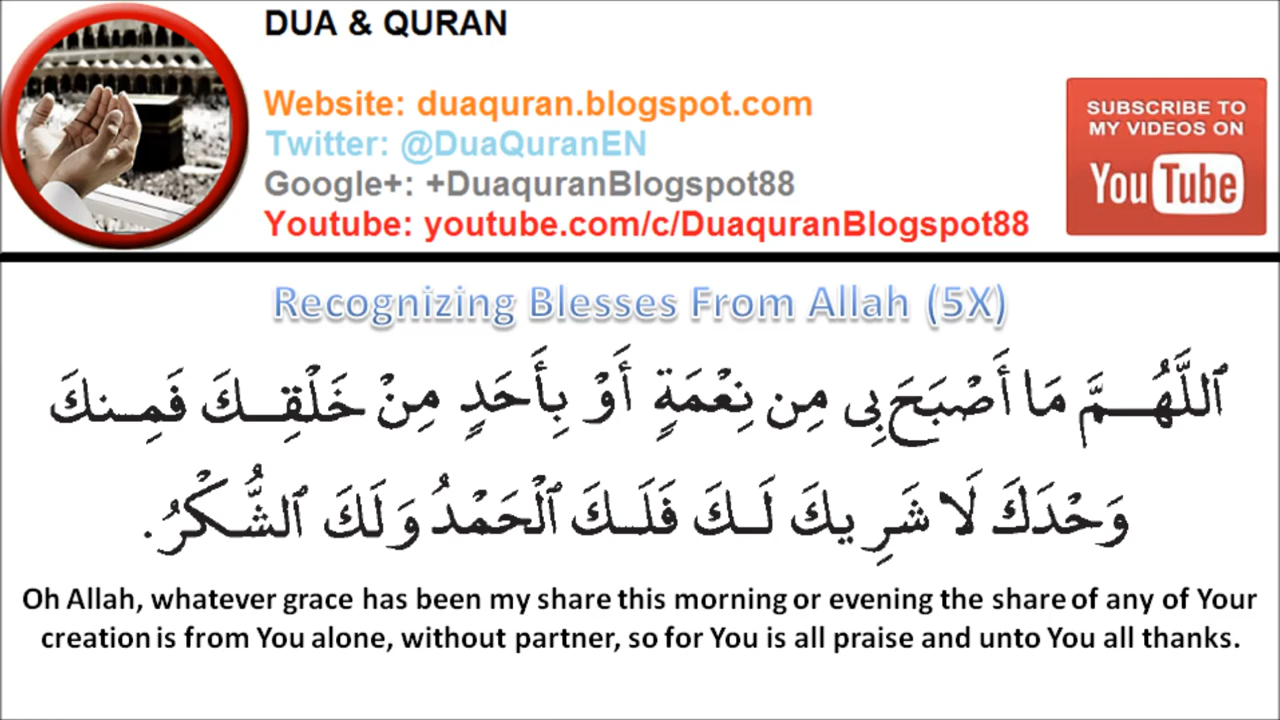 DUA & QURAN
Website: duaquran.blogspot.com
Twitter: @DuaQuranEN
Google+: +DuaquranBlogspot88
Youtube: youtube.com/c/DuaquranBlogspot88
SUBSCRIBE TO
MY VIDEOS ON
YouTube
Recognizing Blesses From Allah (5X)
ٱللَّهُمَّ مَا أَصْبَحَ بِى مِن نِعْمَةٍ أَوْ بِأَحَدٍ مِنْ خَلْقِكَ فَمِنكَ
وَحْدَكَ لَا شَرِيكَ لَكَ فَلَكَ ٱلْحَمْدُ وَلَكَ ٱلشُّكْرُ.
Oh Allah, whatever grace has been my share this morning or evening the share of any of Your
creation is from You alone, without partner, so for You is all praise and unto You all thanks.